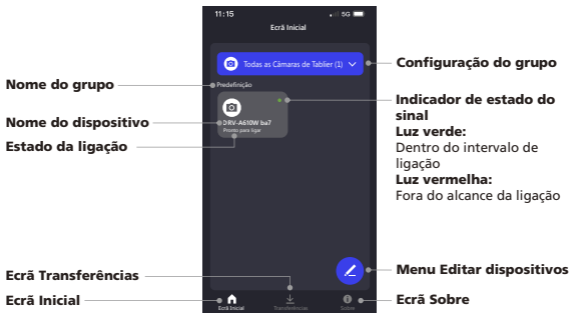 11:15
5G
Ecrã Inicial
Todas as Câmaras de Tablier (1)
Configuração do grupo
Nome do grupo
Predefinição
Indicador de estado do
sinal
Luz verde:
Dentro do intervalo de
ligação
Luz vermelha:
Fora do alcance da ligação
Nome do dispositivo
DRV-A610W ba7
Pronto para ligar
Estado da ligação
Menu Editar dispositivos
Ecrã Transferências
Ecrã Inicial
Ecrã Inicial
Transferências
Sobre
Ecrã Sobre